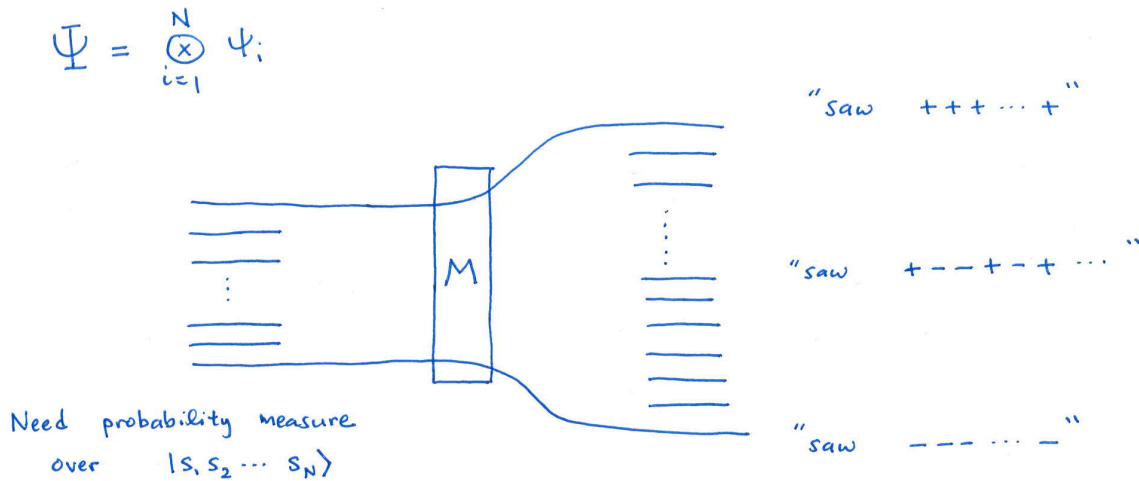 Ψ = ⊗_{i=1}^{N} ψ_i
"saw + + + ... + "
M
"saw + - - + - + ... "
Need probability measure
over |s_1 s_2 ... s_N⟩
"saw - - - ... - "